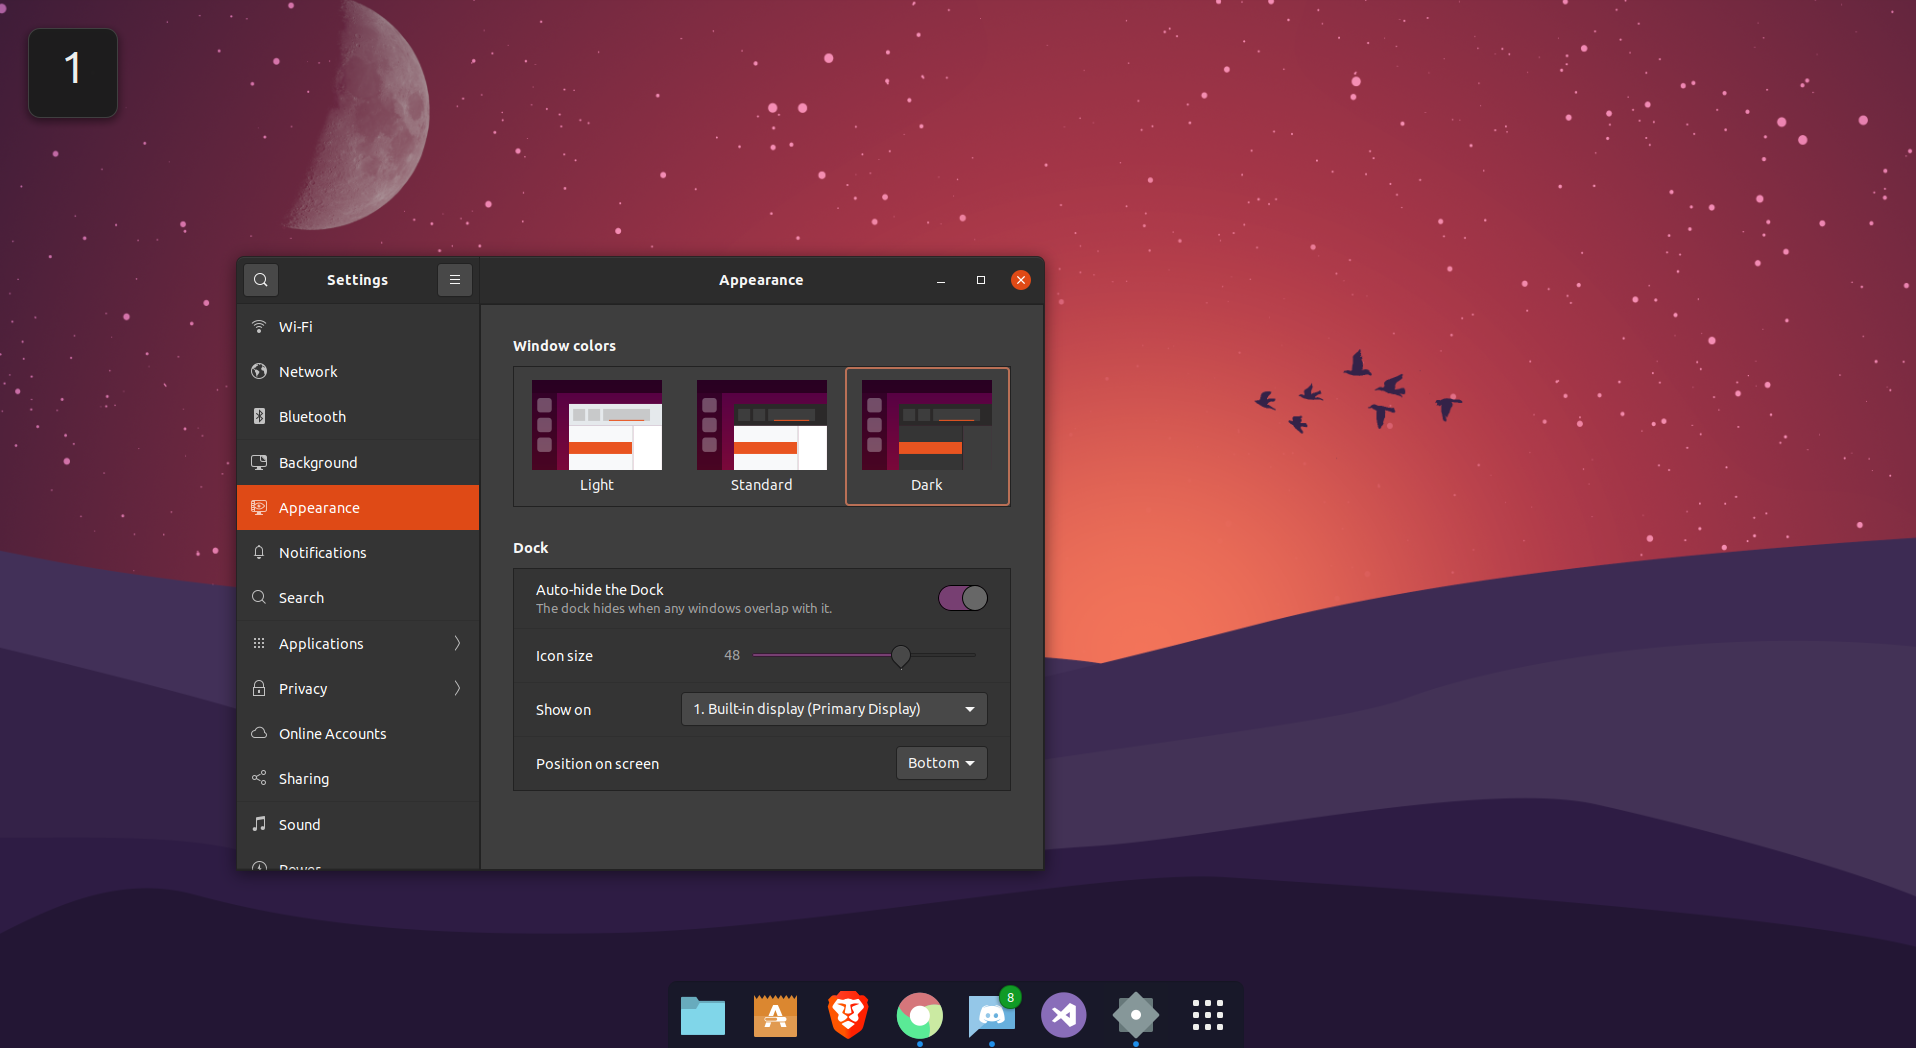 1
Settings
Appearance
Wi-Fi
Network
Bluetooth
Background
Appearance
Notifications
Search
Applications
Privacy
Online Accounts
Sharing
Sound
Power
Window colors
Light
Standard
Dark
Dock
Auto-hide the Dock
The dock hides when any windows overlap with it.
Icon size 48
Show on 1. Built-in display (Primary Display)
Position on screen Bottom
8